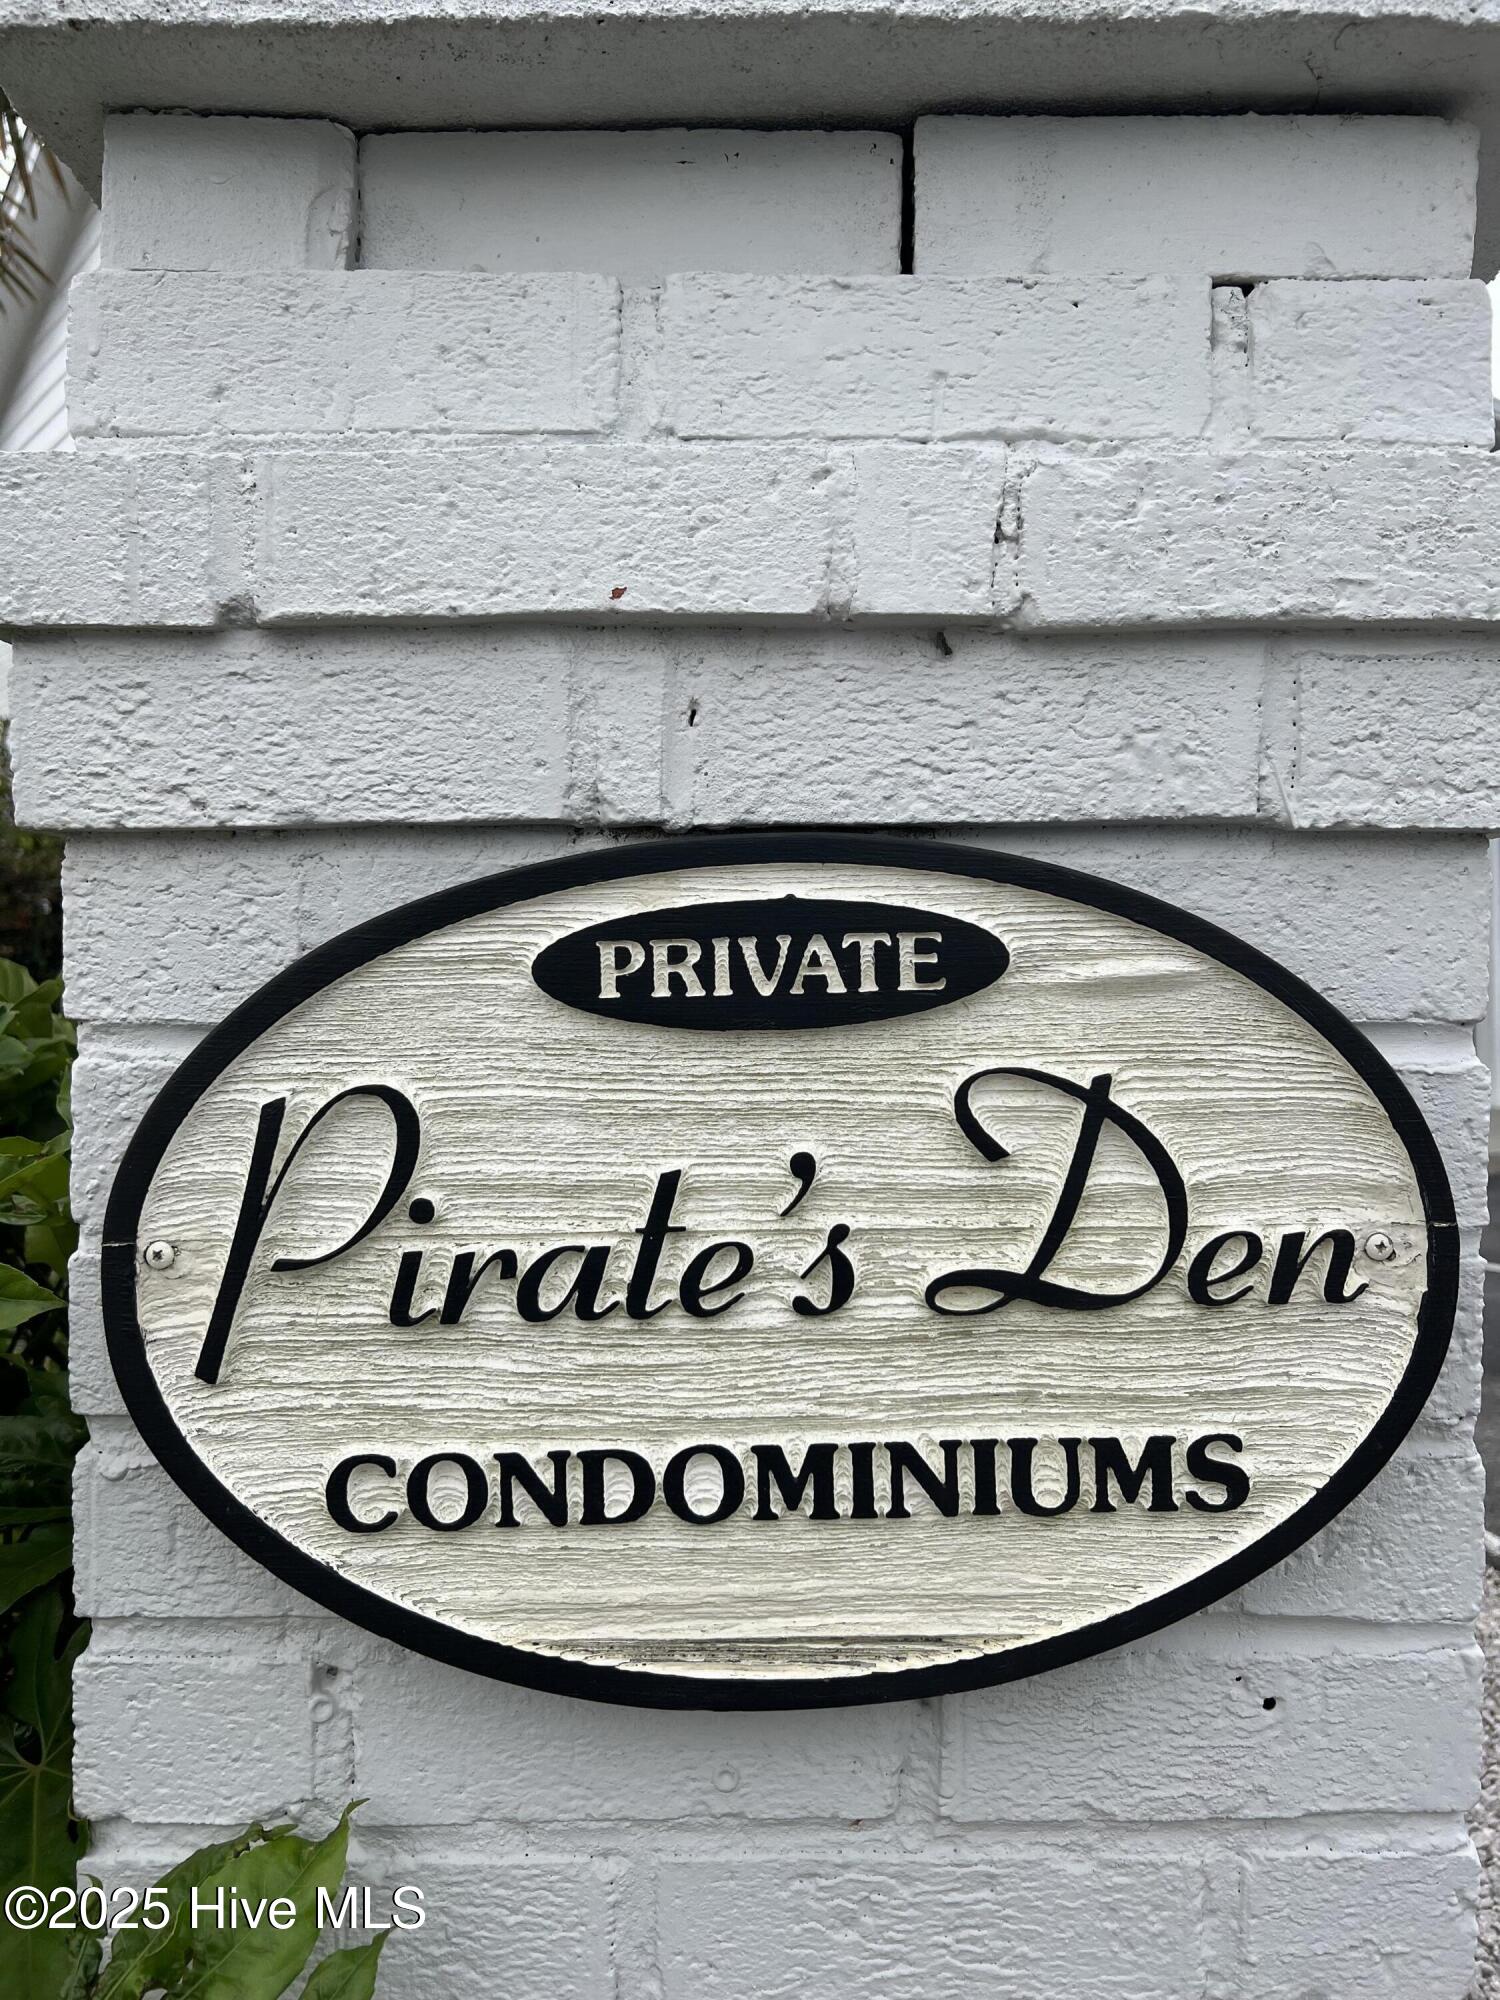 PRIVATE
Pirate's Den
CONDOMINIUMS
©2025 Hive MLS